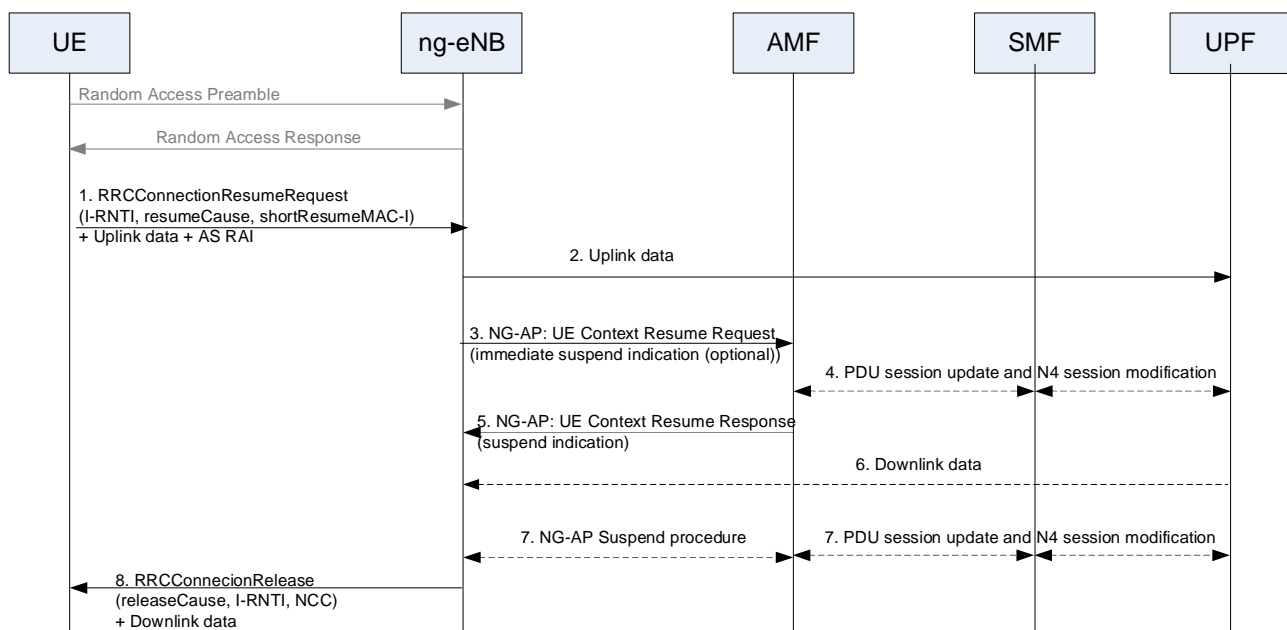 UE
ng-eNB
AMF
SMF
UPF
Random Access Preamble
Random Access Response
1. RRCConnectionResumeRequest
(I-RNTI, resumeCause, shortResumeMAC-I)
+ Uplink data + AS RAI
2. Uplink data
3. NG-AP: UE Context Resume Request
(immediate suspend indication (optional))
4. PDU session update and N4 session modification
5. NG-AP: UE Context Resume Response
(suspend indication)
6. Downlink data
7. NG-AP Suspend procedure
7. PDU session update and N4 session modification
8. RRCConnecionRelease
(releaseCause, I-RNTI, NCC)
+ Downlink data